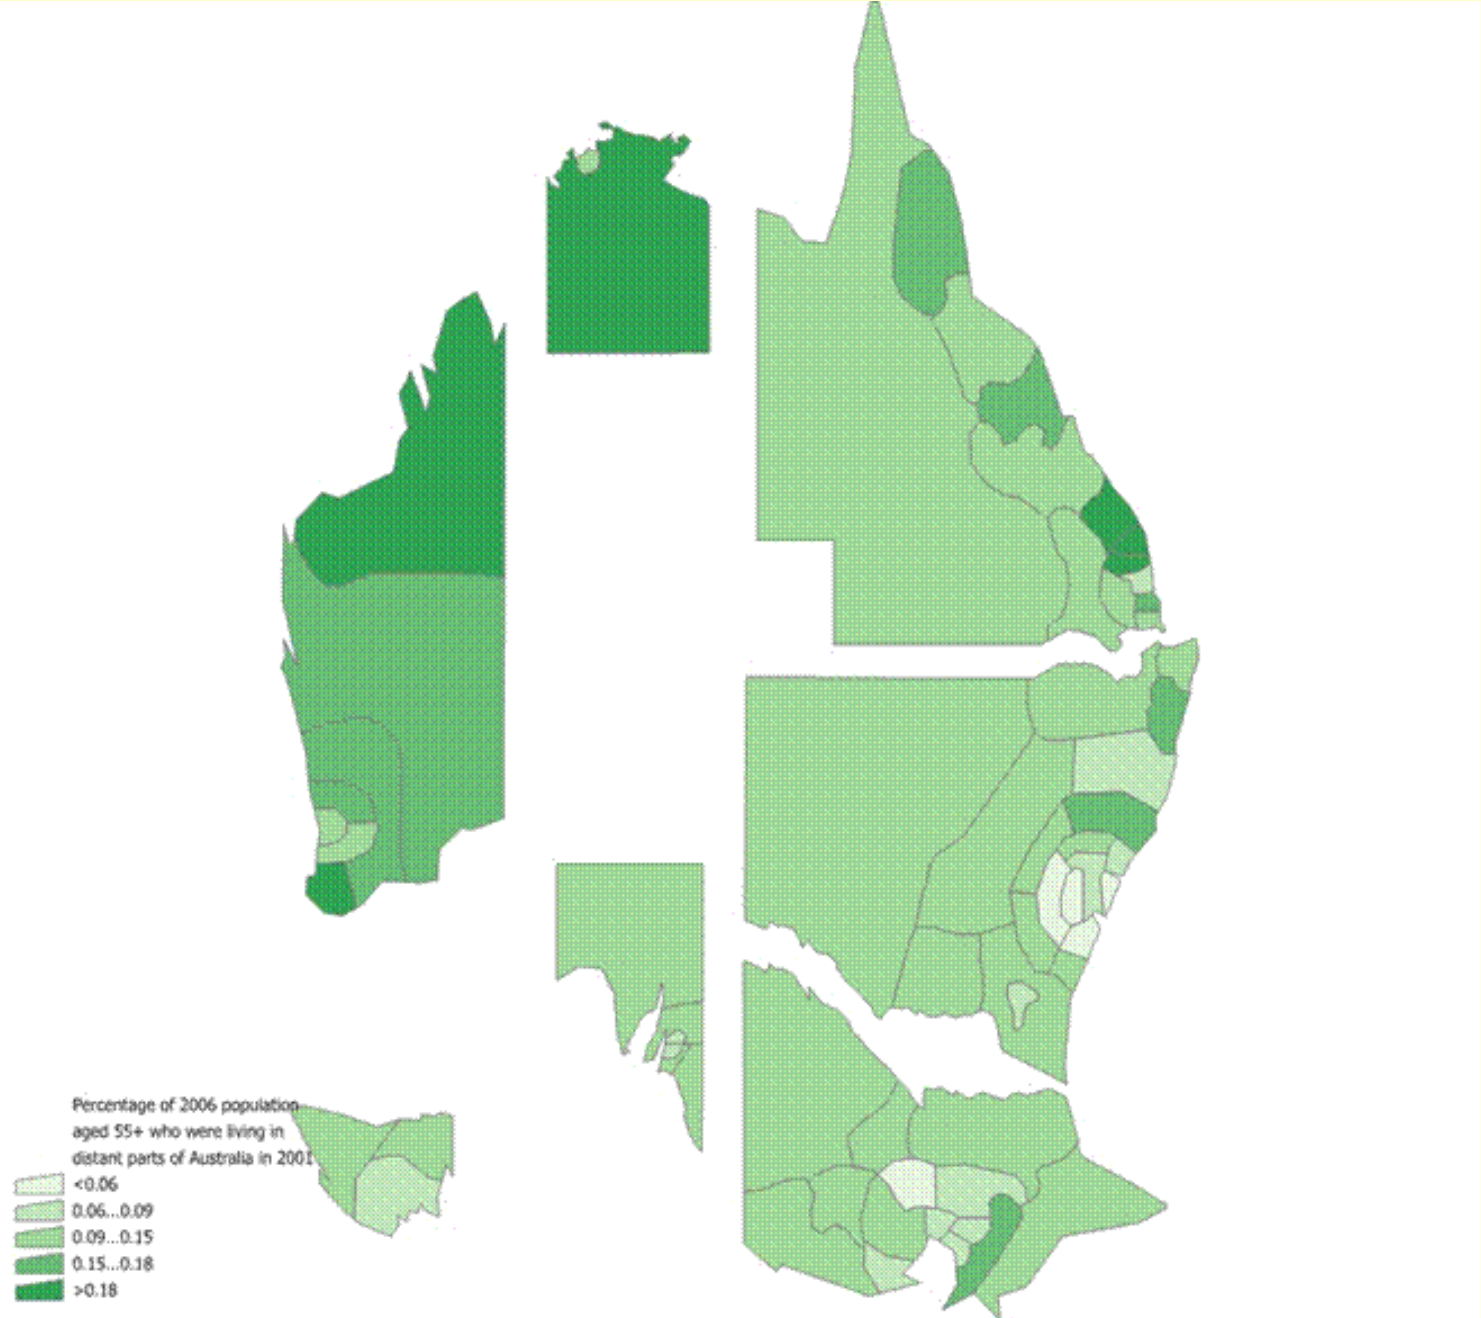 Percentage of 2006 population
aged 55+ who were living in
distant parts of Australia in 2001
<0.06
0.06...0.09
0.09...0.15
0.15...0.18
>0.18